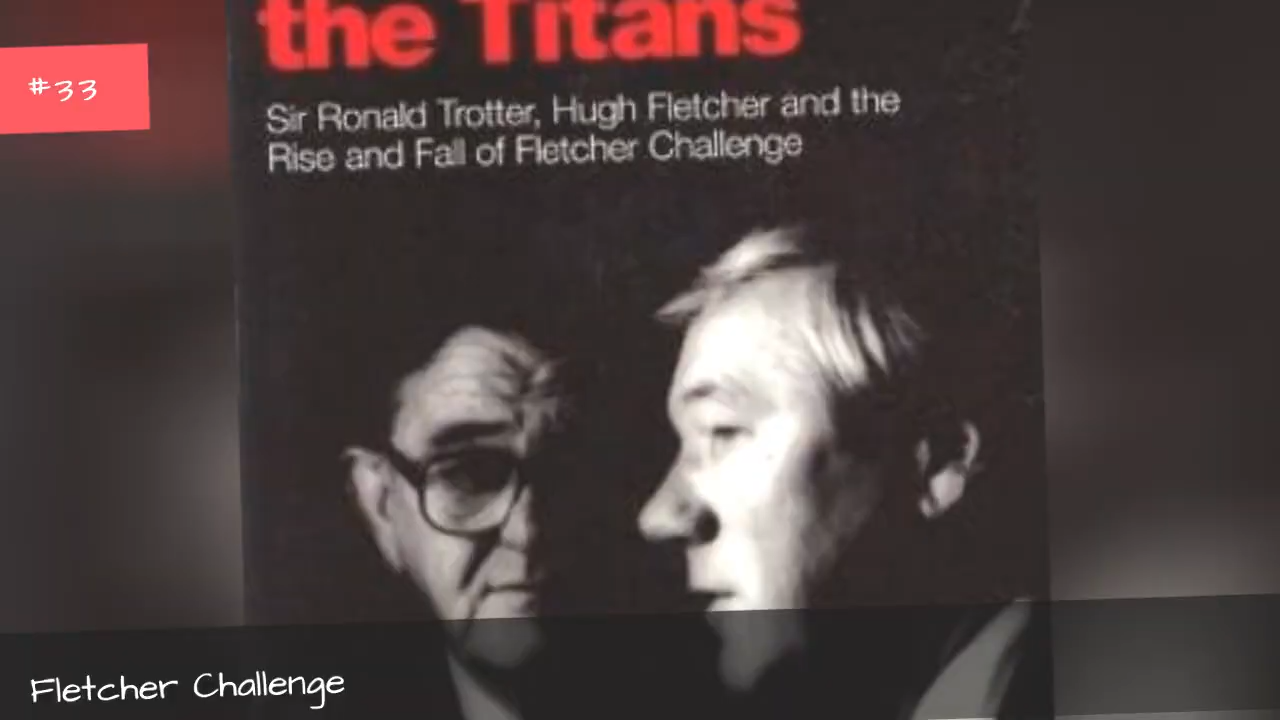 the Titans
#33
Sir Ronald Trotter, Hugh Fletcher and the
Rise and Fall of Fletcher Challenge
Fletcher Challenge